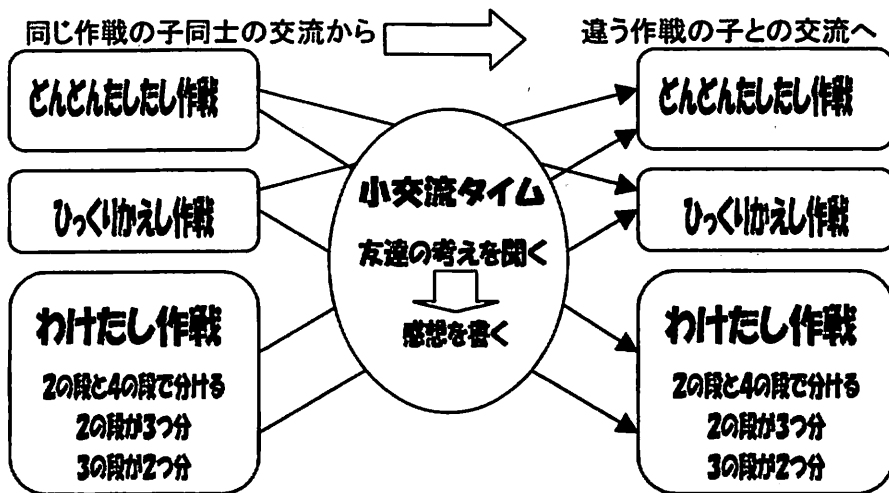 同じ作戦の子同士の交流から
違う作戦の子との交流へ
どんどんたしたし作戦
ひっくりかえし作戦
わけたし作戦
2の段と4の段で分ける
2の段が3つ分
3の段が2つ分
小交流タイム
友達の考えを聞く
感想を書く
どんどんたしたし作戦
ひっくりかえし作戦
わけたし作戦
2の段と4の段で分ける
2の段が3つ分
3の段が2つ分